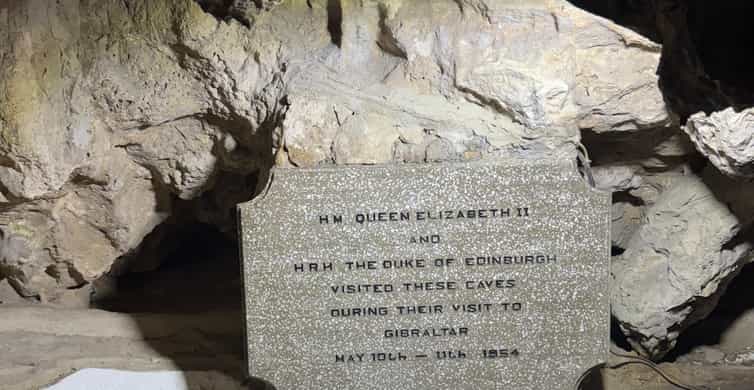 H.M. QUEEN ELIZABETH II
AND
H.R.H THE DUKE OF EDINBURGH
VISITED THESE CAVES
DURING THEIR VISIT TO
GIBRALTAR
MAY 10th — 11th 1954